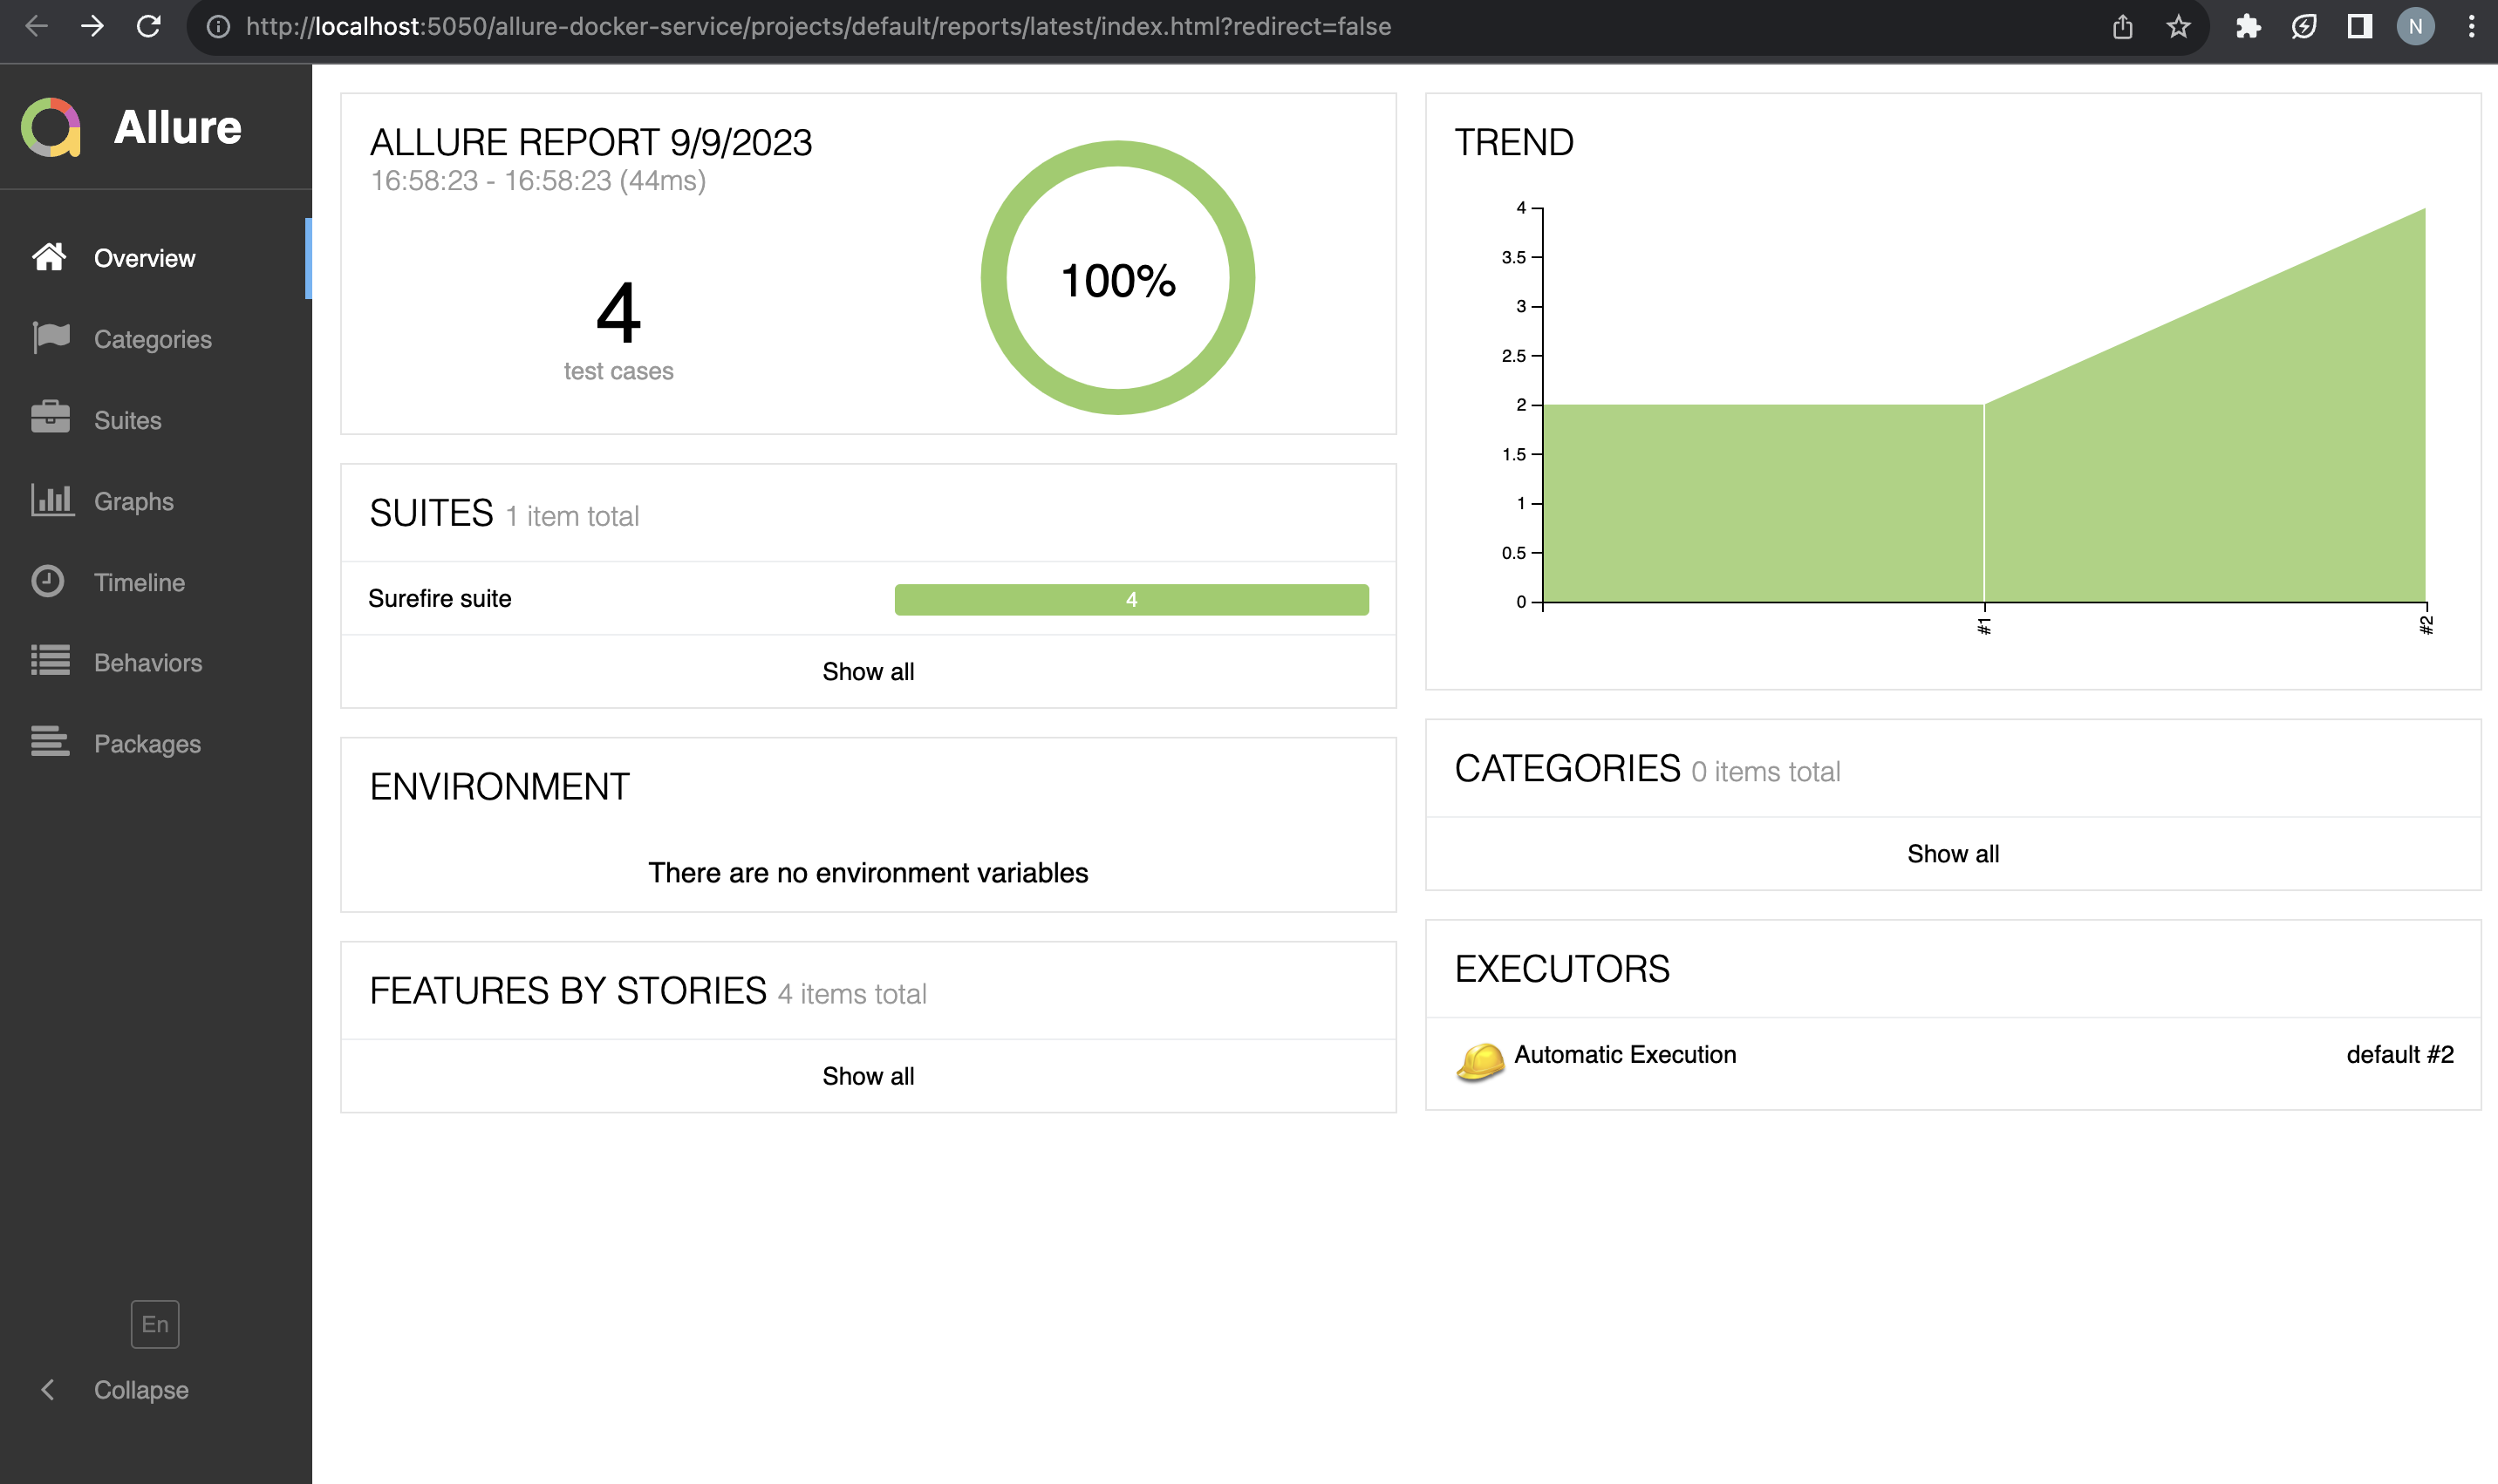 http://localhost:5050/allure-docker-service/projects/default/reports/latest/index.html?redirect=false
N
Allure
Overview
Categories
Suites
Graphs
Timeline
Behaviors
Packages
En
Collapse
ALLURE REPORT 9/9/2023
16:58:23 - 16:58:23 (44ms)
4
test cases
100%
SUITES 1 item total
Surefire suite 4
Show all
ENVIRONMENT
There are no environment variables
FEATURES BY STORIES 4 items total
Show all
TREND
4
3.5
3
2.5
2
1.5
1
0.5
0
#1
#2
CATEGORIES 0 items total
Show all
EXECUTORS
Automatic Execution default #2